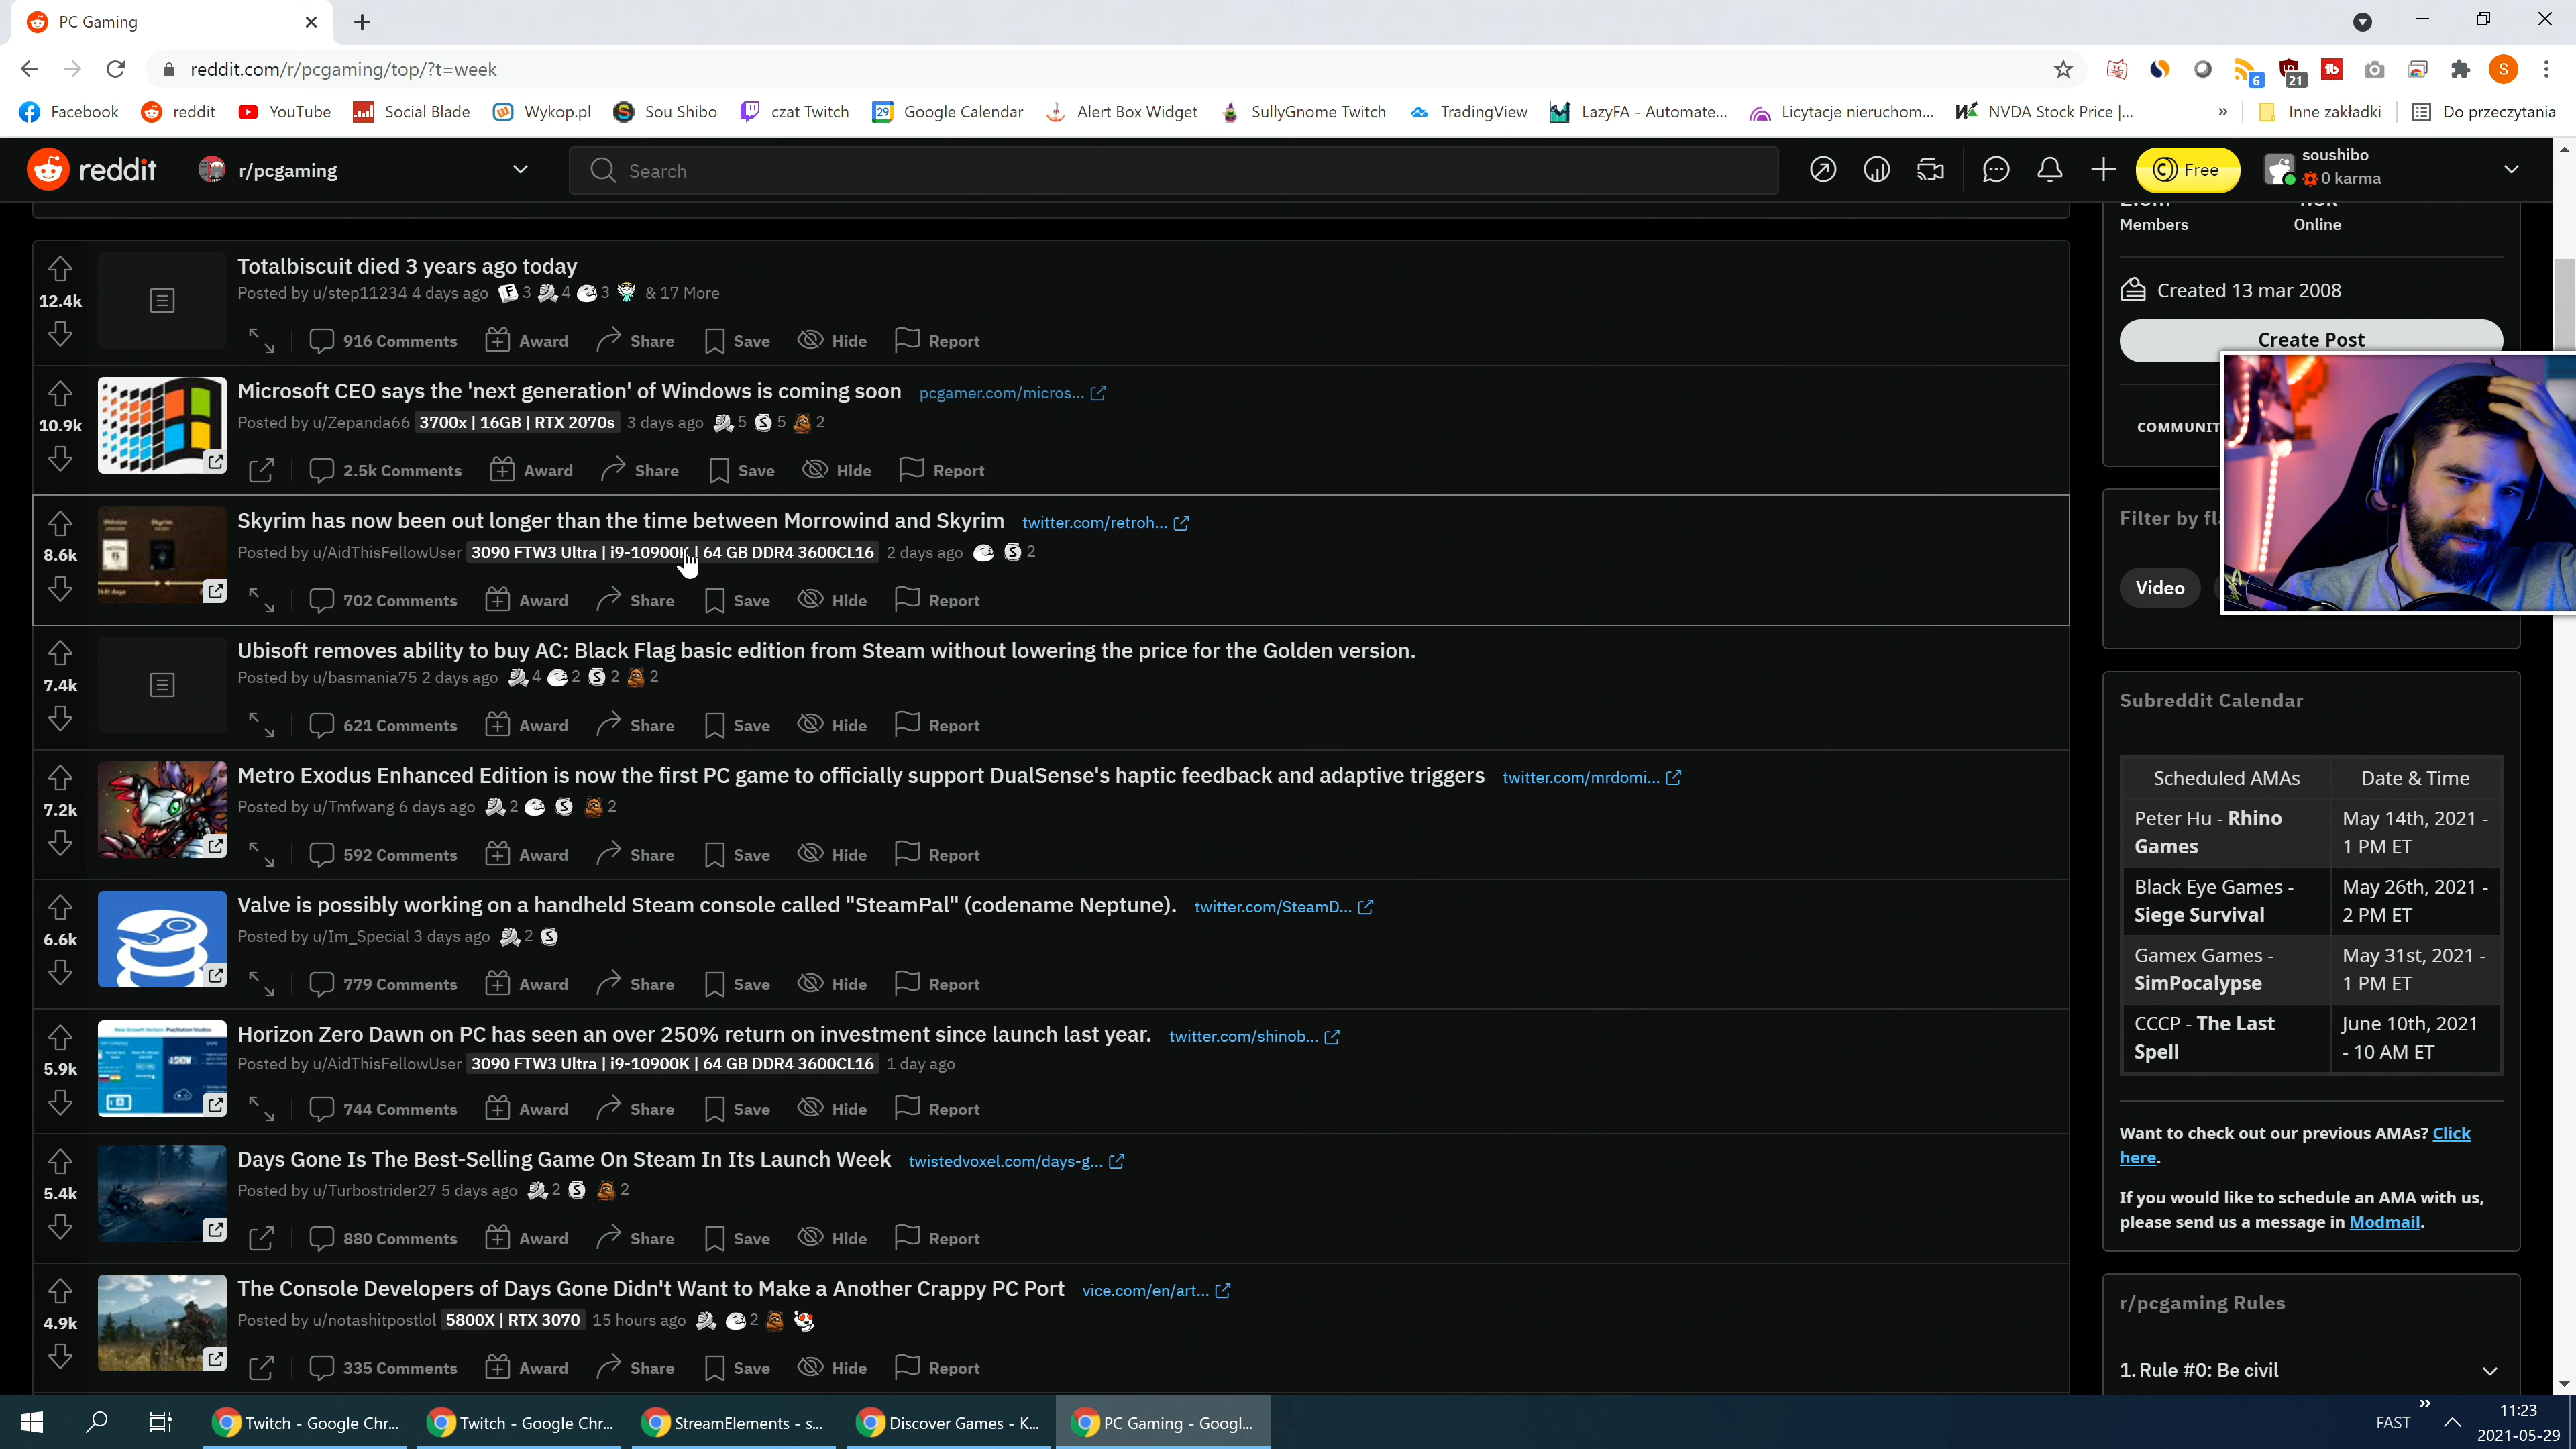 PC Gaming
reddit.com/r/pcgaming/top/?t=week
6
21
S
Facebook reddit YouTube Social Blade Wykop.pl Sou Shibo czat Twitch Google Calendar Alert Box Widget SullyGnome Twitch TradingView LazyFA - Automate... Licytacje nieruchom... NVDA Stock Price |... » Inne zakładki Do przeczytania
reddit r/pcgaming Search Free soushibo
0 karma
Members Online
Created 13 mar 2008
Create Post
COMMUNIT
Filter by fl
Video
Totalbiscuit died 3 years ago today
Posted by u/step11234 4 days ago 3 4 3 & 17 More
12.4k
916 Comments Award Share Save Hide Report
Microsoft CEO says the 'next generation' of Windows is coming soon pcgamer.com/micros...
Posted by u/Zepanda66 3700x | 16GB | RTX 2070s 3 days ago 5 5 2
10.9k
2.5k Comments Award Share Save Hide Report
Skyrim has now been out longer than the time between Morrowind and Skyrim twitter.com/retroh...
Posted by u/AidThisFellowUser 3090 FTW3 Ultra | i9-10900K | 64 GB DDR4 3600CL16 2 days ago 2
8.6k
702 Comments Award Share Save Hide Report
Ubisoft removes ability to buy AC: Black Flag basic edition from Steam without lowering the price for the Golden version.
Posted by u/basmania75 2 days ago 4 2 2 2
7.4k
621 Comments Award Share Save Hide Report
Metro Exodus Enhanced Edition is now the first PC game to officially support DualSense's haptic feedback and adaptive triggers twitter.com/mrdomi...
Posted by u/Tmfwang 6 days ago 2 2
7.2k
592 Comments Award Share Save Hide Report
Valve is possibly working on a handheld Steam console called "SteamPal" (codename Neptune). twitter.com/SteamD...
Posted by u/Im_Special 3 days ago 2
6.6k
779 Comments Award Share Save Hide Report
Horizon Zero Dawn on PC has seen an over 250% return on investment since launch last year. twitter.com/shinob...
Posted by u/AidThisFellowUser 3090 FTW3 Ultra | i9-10900K | 64 GB DDR4 3600CL16 1 day ago
5.9k
744 Comments Award Share Save Hide Report
Days Gone Is The Best-Selling Game On Steam In Its Launch Week twistedvoxel.com/days-g...
Posted by u/Turbostrider27 5 days ago 2 2
5.4k
880 Comments Award Share Save Hide Report
The Console Developers of Days Gone Didn't Want to Make a Another Crappy PC Port vice.com/en/art...
Posted by u/notashitpostlol 5800X | RTX 3070 15 hours ago 2
4.9k
335 Comments Award Share Save Hide Report
Subreddit Calendar
Scheduled AMAs Date & Time
Peter Hu - Rhino May 14th, 2021 -
Games 1 PM ET
Black Eye Games - May 26th, 2021 -
Siege Survival 2 PM ET
Gamex Games - May 31st, 2021 -
SimPocalypse 1 PM ET
CCCP - The Last June 10th, 2021
Spell - 10 AM ET
Want to check out our previous AMAs? Click
here.
If you would like to schedule an AMA with us,
please send us a message in Modmail.
r/pcgaming Rules
1. Rule #0: Be civil
Twitch - Google Chr... Twitch - Google Chr... StreamElements - s... Discover Games - K... PC Gaming - Googl... FAST » 11:23
2021-05-29